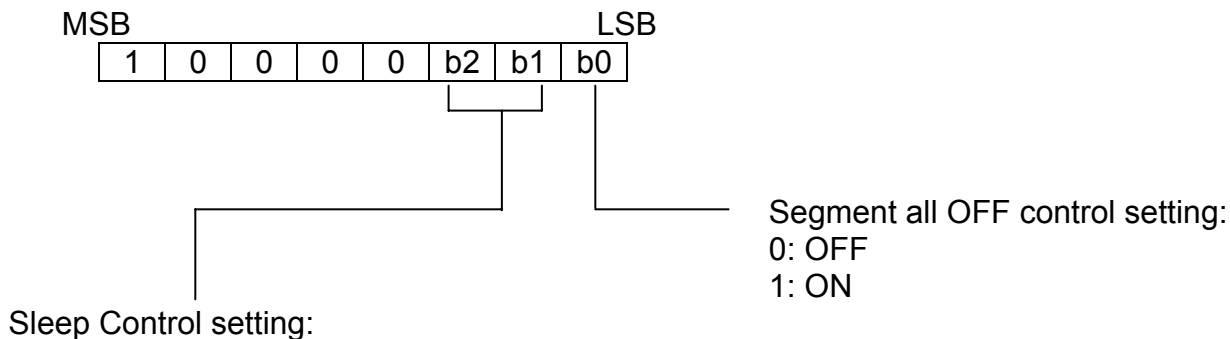 MSB LSB
1 0 0 0 0 b2 b1 b0
Segment all OFF control setting:
0: OFF
1: ON
Sleep Control setting: